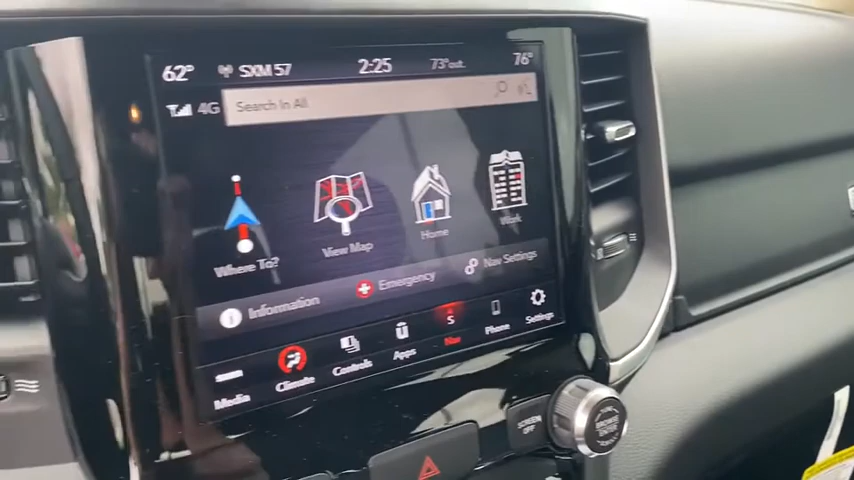 62° SXM 57 2:25 73° out 76°
4G Search In All
Where To? View Map Home Work
Information Emergency Nav Settings
Media Climate Controls Apps Nav Phone Settings
SCREEN
OFF